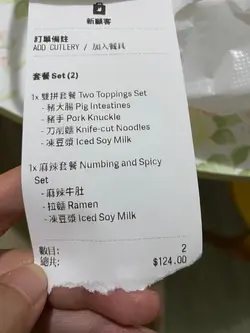 新顧客
訂單備註
ADD CUTLERY / 加入餐具
套餐 Set (2)
1x 雙拼套餐 Two Toppings Set
- 豬大腸 Pig Intestines
- 豬手 Pork Knuckle
- 刀削麵 Knife-cut Noodles
- 凍豆漿 Iced Soy Milk
1x 麻辣套餐 Numbing and Spicy
Set
- 麻辣牛肚
- 拉麵 Ramen
- 凍豆漿 Iced Soy Milk
數目: 2
總共: $124.00